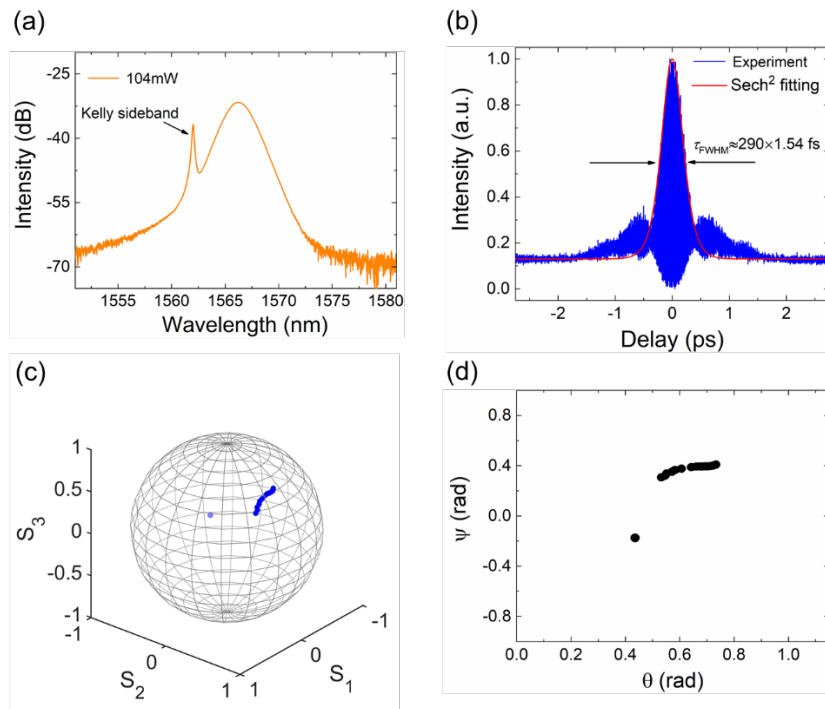 (a)
-25
-40
-55
-70
Intensity (dB)
104mW
Kelly sideband
1555 1560 1565 1570 1575 1580
Wavelength (nm)
(b)
1.0
0.8
0.6
0.4
0.2
0.0
Intensity (a.u.)
Experiment
Sech² fitting
τFWHM≈290×1.54 fs
-2 -1 0 1 2
Delay (ps)
(c)
1
0.5
0
-0.5
-1
S3
-1 0 1
S2
1 0 -1
S1
(d)
0.8
0.4
0.0
-0.4
-0.8
ψ (rad)
0.0 0.2 0.4 0.6 0.8 1.0
θ (rad)